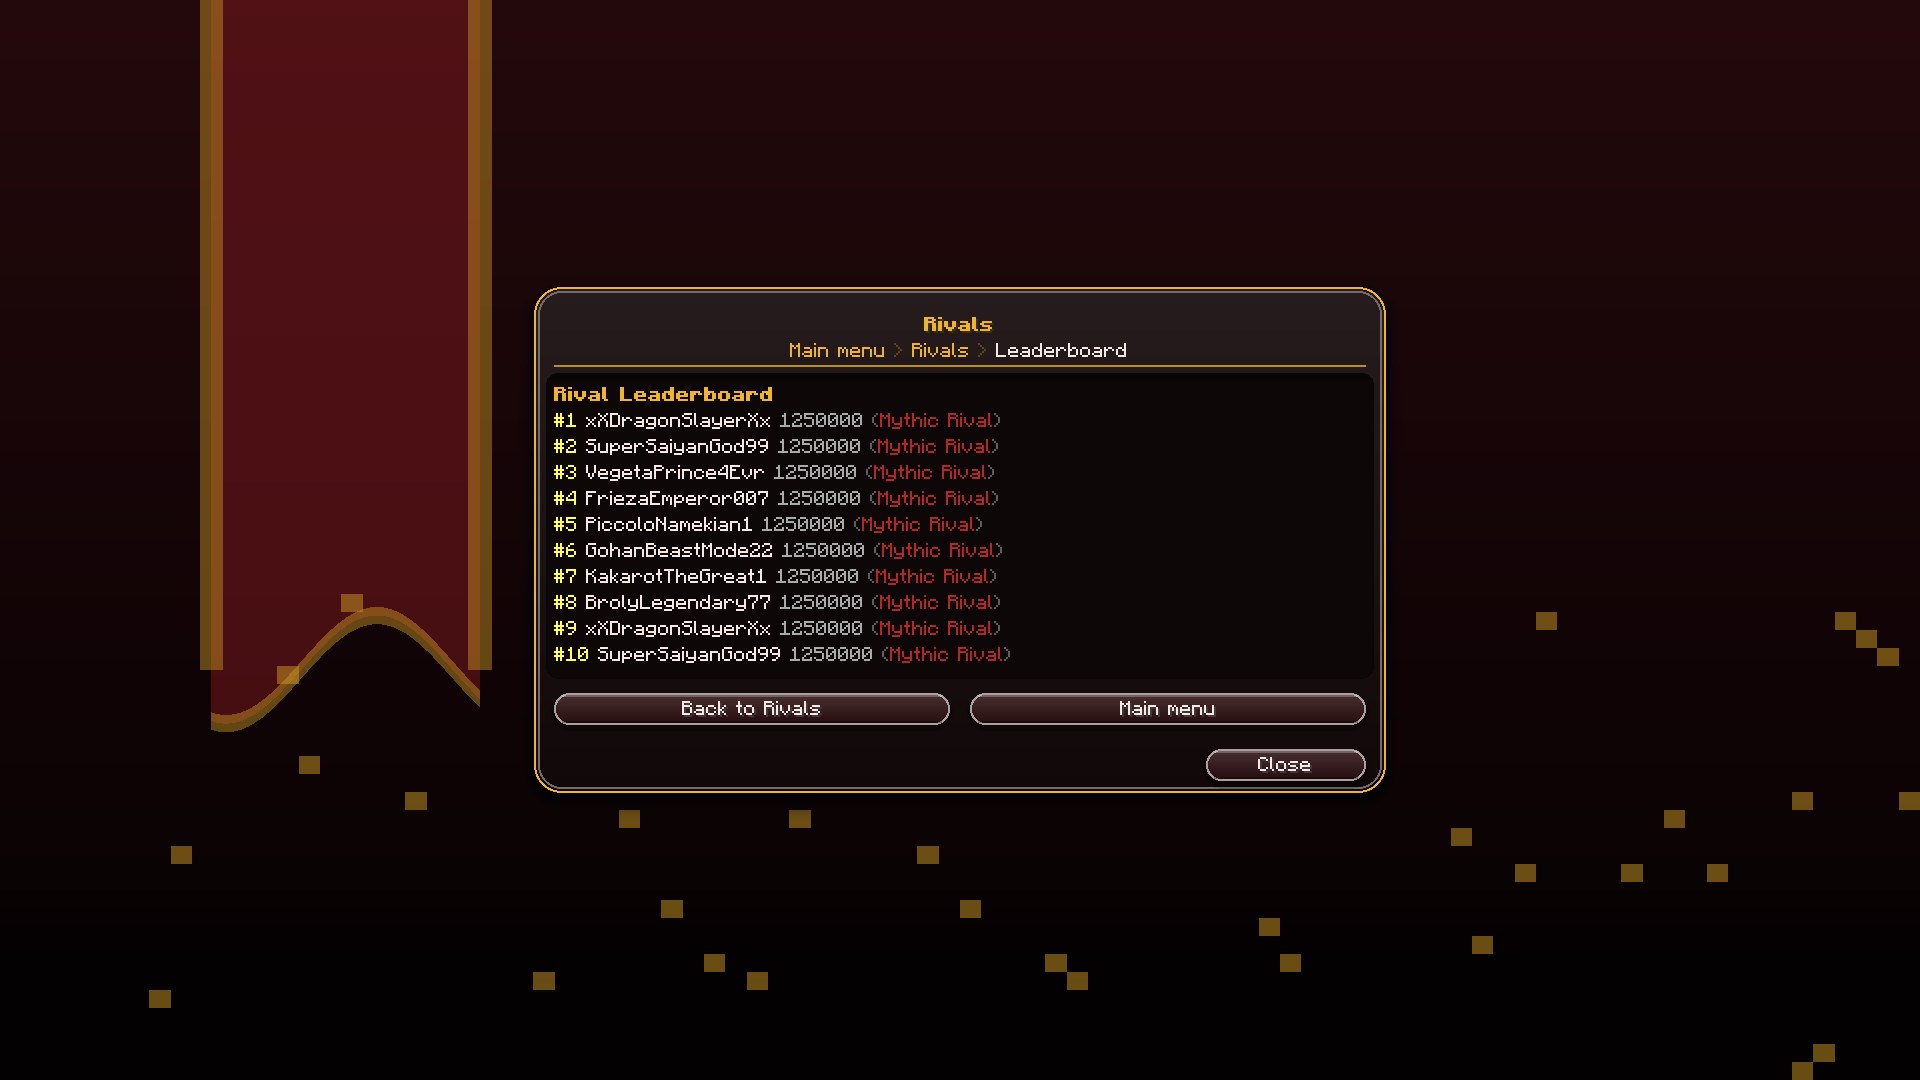 Rivals
Main menu > Rivals > Leaderboard
Rival Leaderboard
#1 xXDragonSlayerXx 1250000 (Mythic Rival)
#2 SuperSaiyanGod99 1250000 (Mythic Rival)
#3 VegetaPrince4Evr 1250000 (Mythic Rival)
#4 FriezaEmperor007 1250000 (Mythic Rival)
#5 PiccoloNamekian1 1250000 (Mythic Rival)
#6 GohanBeastMode22 1250000 (Mythic Rival)
#7 KakarotTheGreat1 1250000 (Mythic Rival)
#8 BrolyLegendary77 1250000 (Mythic Rival)
#9 xXDragonSlayerXx 1250000 (Mythic Rival)
#10 SuperSaiyanGod99 1250000 (Mythic Rival)
Back to Rivals
Main menu
Close